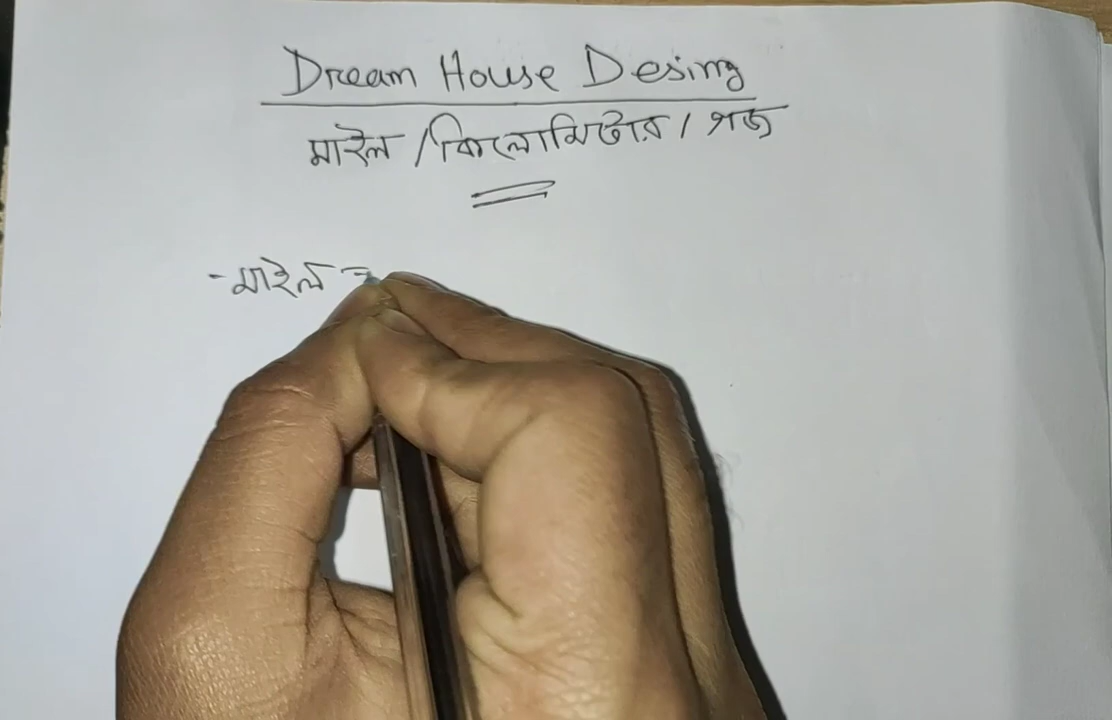 Dream House Desing
মাইল / কিলোমিটার / গজ
- মাইল =